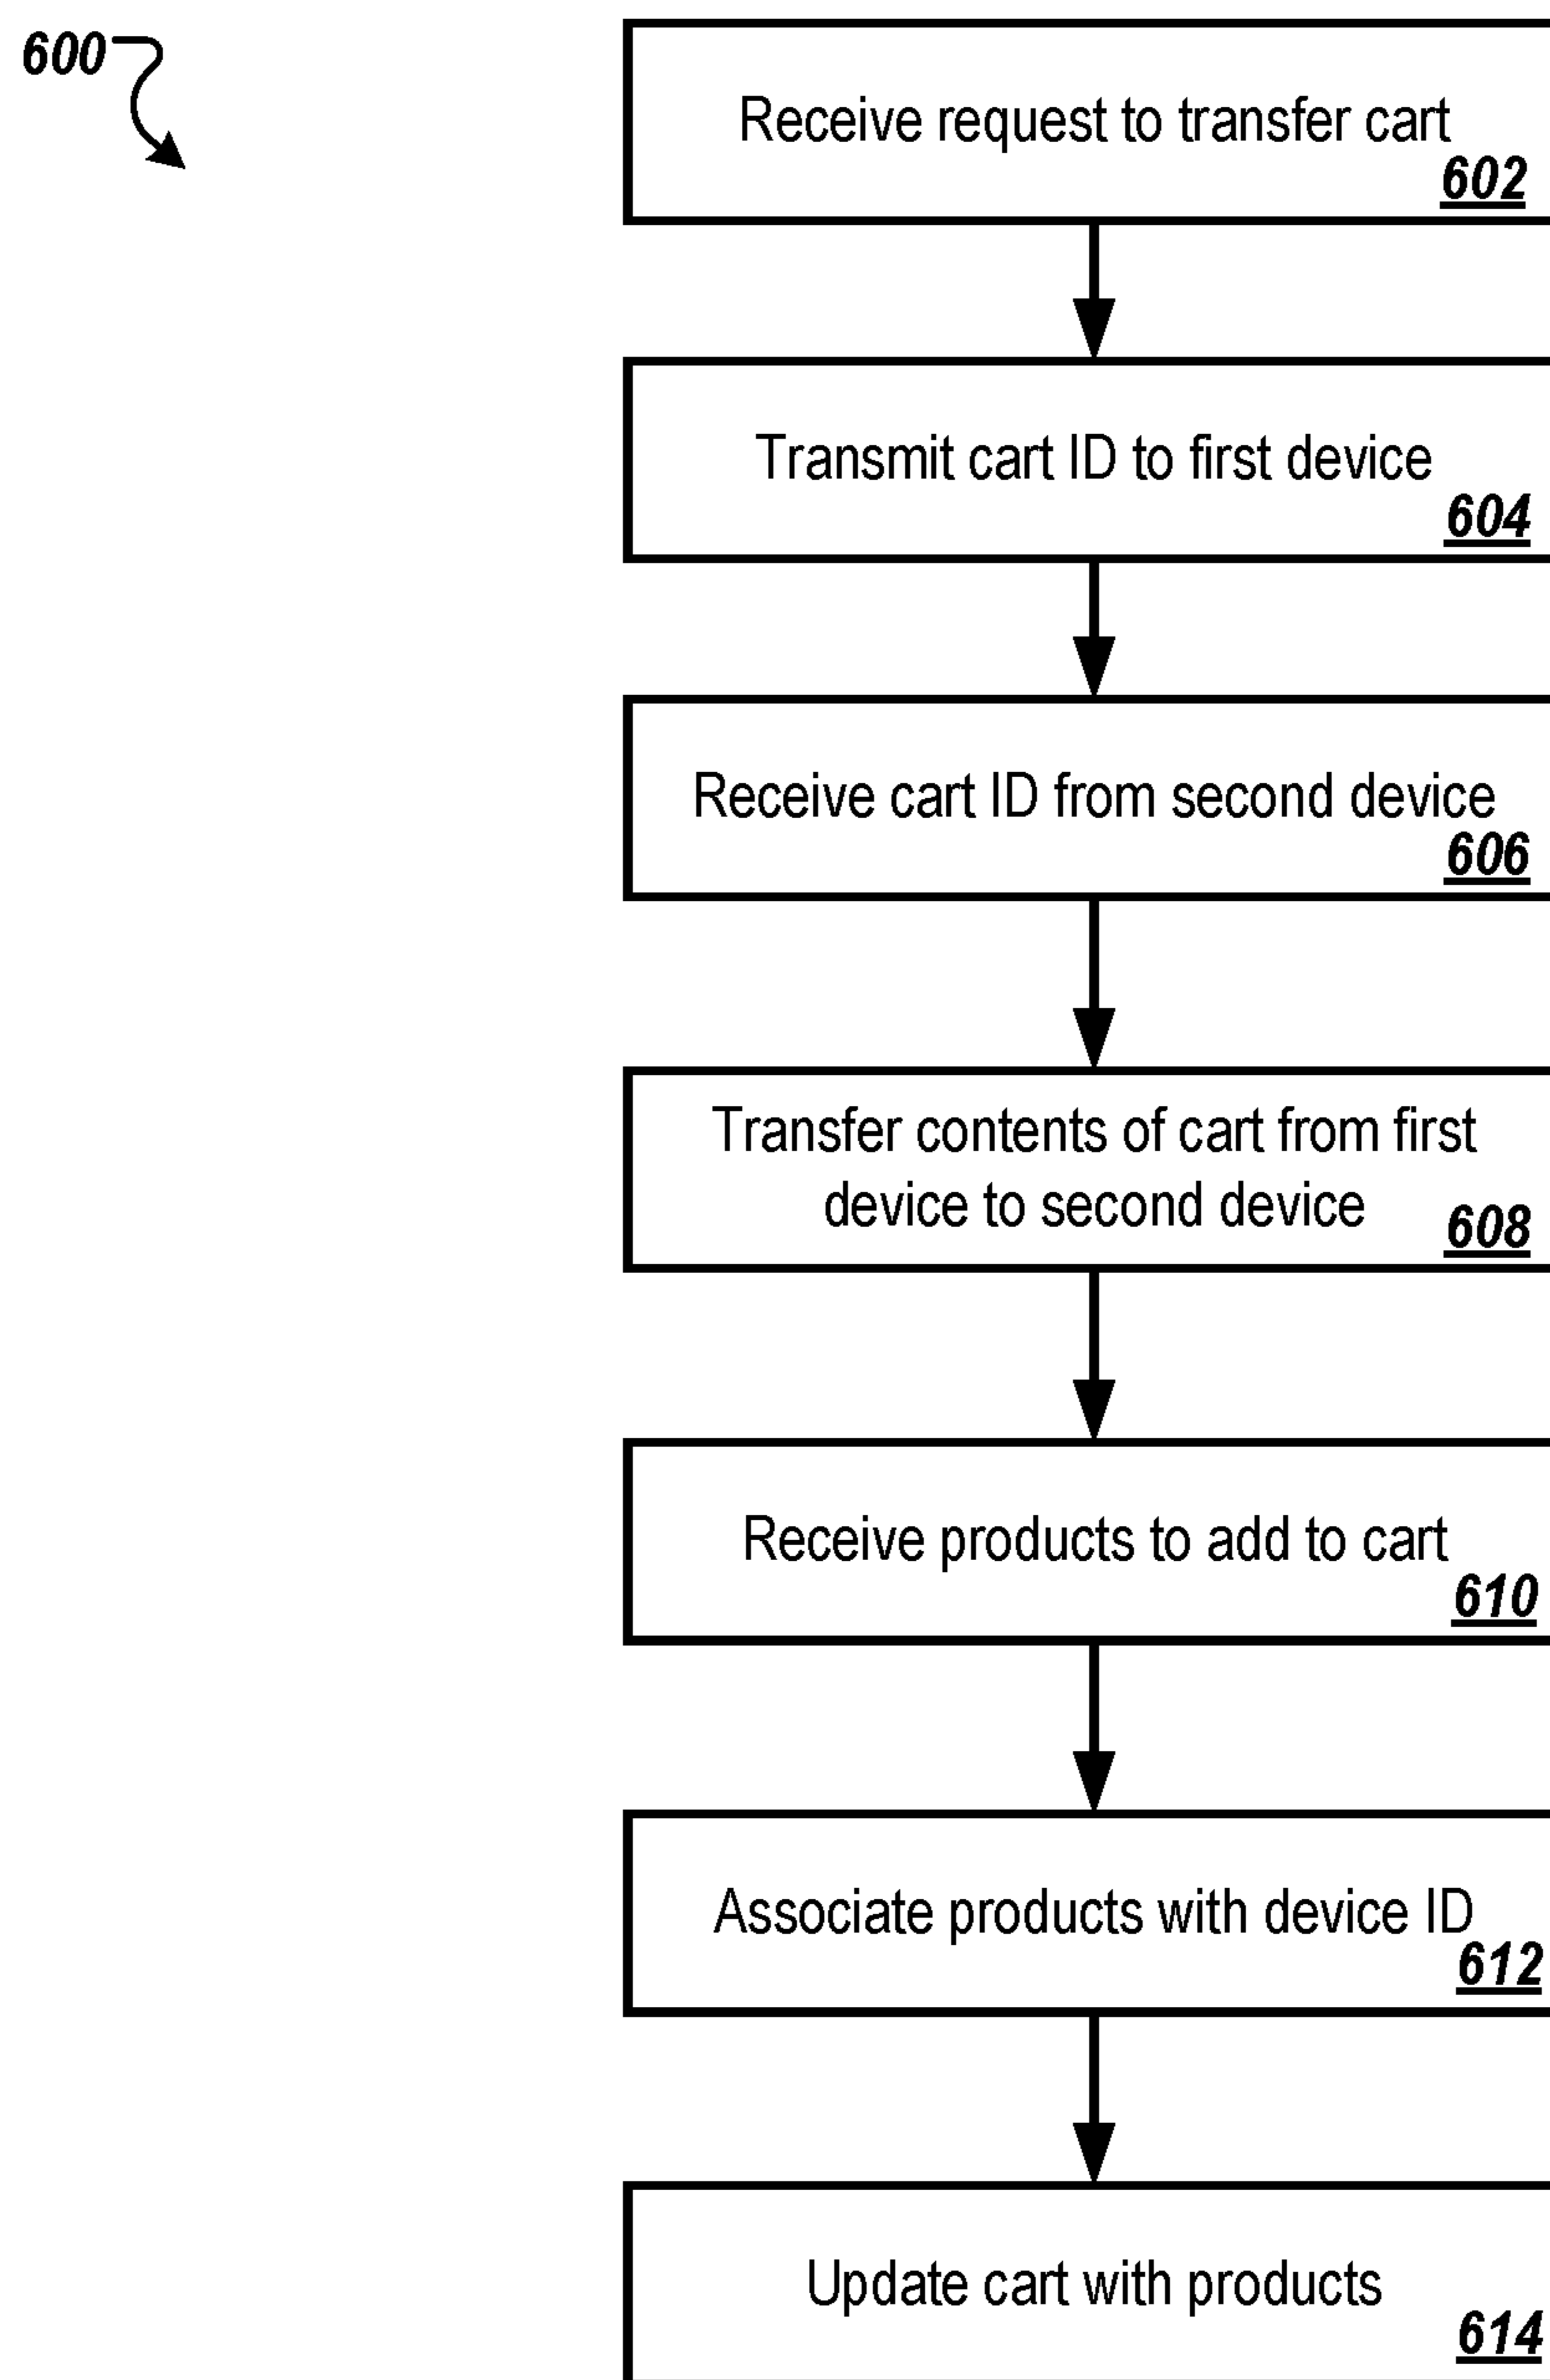 600
Receive request to transfer cart
602
Transmit cart ID to first device
604
Receive cart ID from second device
606
Transfer contents of cart from first
device to second device
608
Receive products to add to cart
610
Associate products with device ID
612
Update cart with products
614